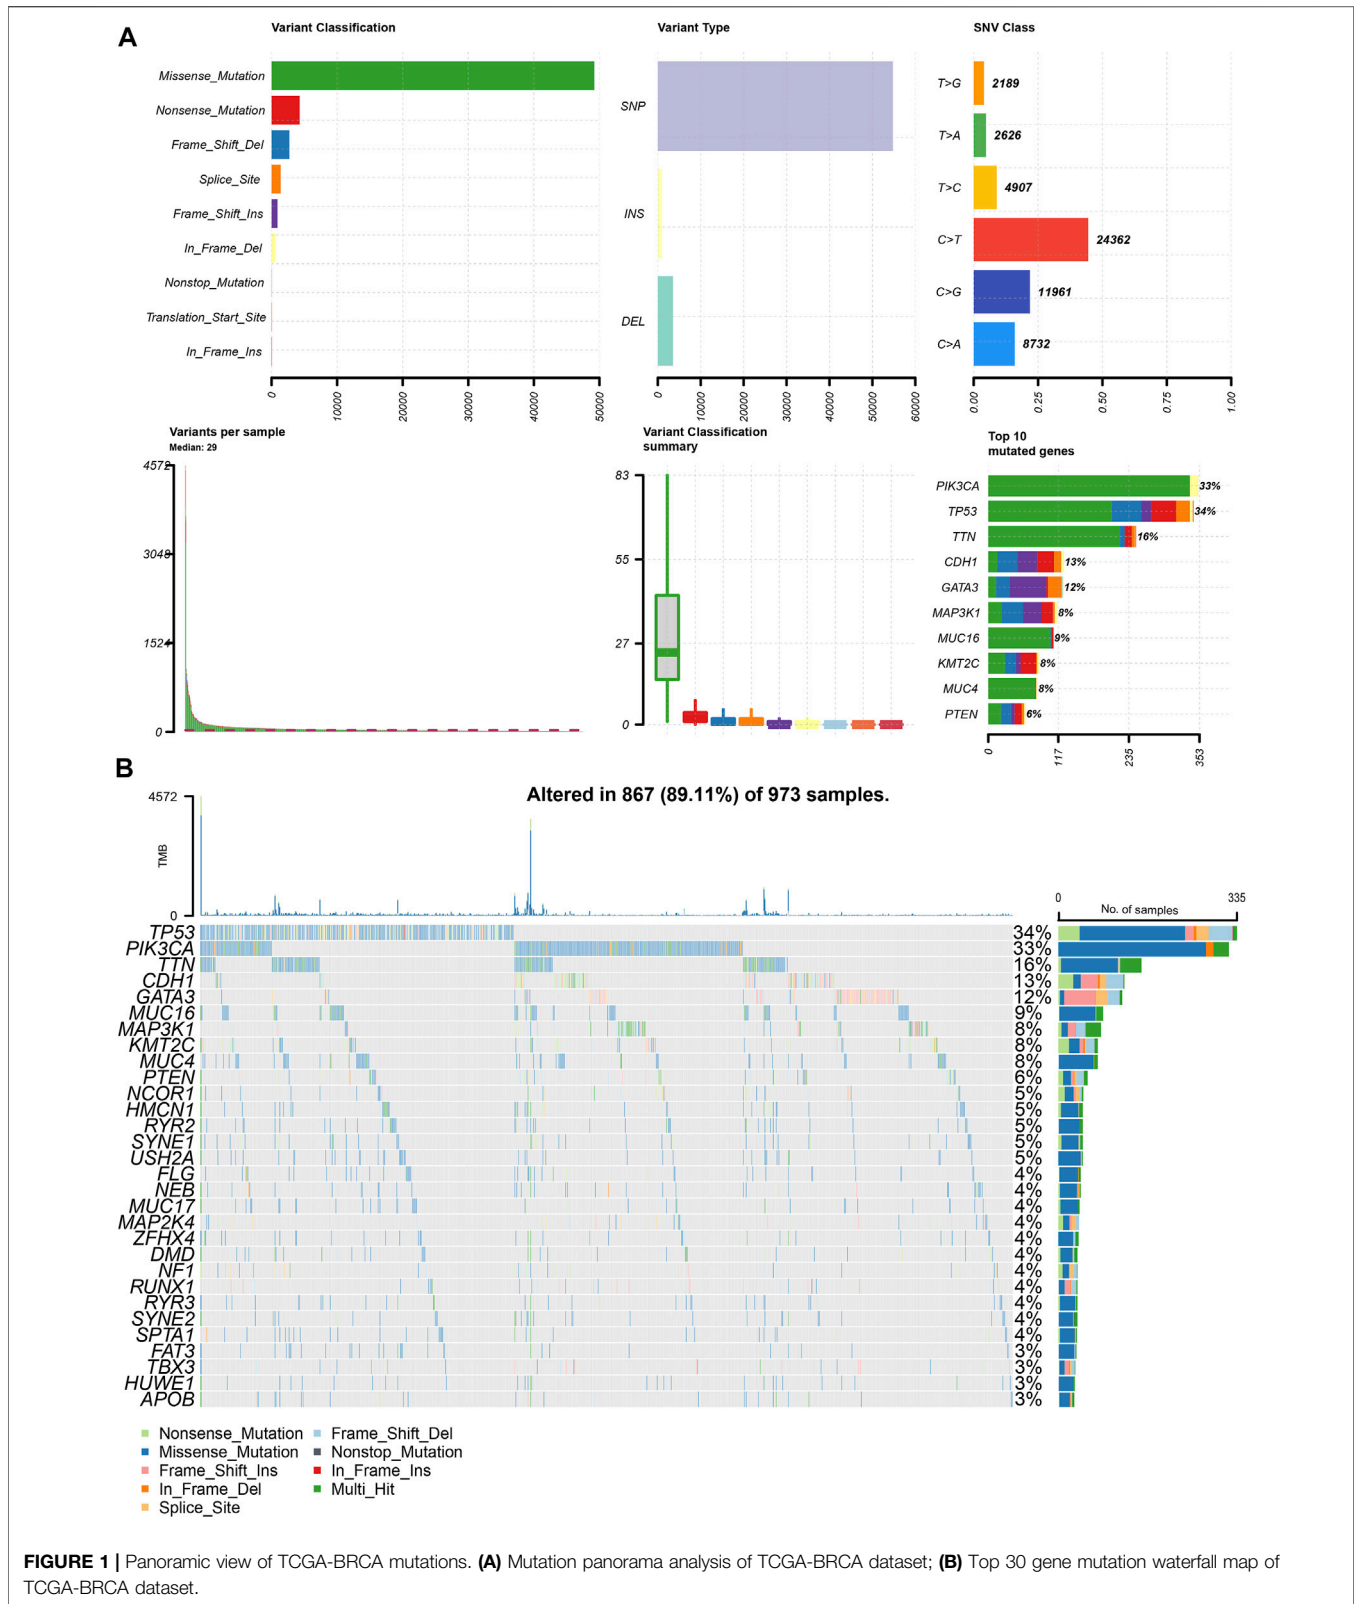 A
Variant Classification
Missense_Mutation
Nonsense_Mutation
Frame_Shift_Del
Splice_Site
Frame_Shift_Ins
In_Frame_Del
Nonstop_Mutation
Translation_Start_Site
In_Frame_Ins
0
10000
20000
30000
40000
50000
Variant Type
SNP
INS
DEL
0
10000
20000
30000
40000
50000
60000
SNV Class
T>G
2189
T>A
2626
T>C
4907
C>T
24362
C>G
11961
C>A
8732
0.00
0.25
0.50
0.75
1.00
Variants per sample
Median: 29
4572
3048
1524
0
Variant Classification
summary
83
55
27
0
Top 10
mutated genes
PIK3CA
33%
TP53
34%
TTN
16%
CDH1
13%
GATA3
12%
MAP3K1
8%
MUC16
9%
KMT2C
8%
MUC4
8%
PTEN
6%
0
117
235
353
B
Altered in 867 (89.11%) of 973 samples.
4572
TMB
0
0
335
No. of samples
TP53 34%
PIK3CA 33%
TTN 16%
CDH1 13%
GATA3 12%
MUC16 9%
MAP3K1 8%
KMT2C 8%
MUC4 8%
PTEN 6%
NCOR1 5%
HMCN1 5%
RYR2 5%
SYNE1 5%
USH2A 5%
FLG 4%
NEB 4%
MUC17 4%
MAP2K4 4%
ZFHX4 4%
DMD 4%
NF1 4%
RUNX1 4%
RYR3 4%
SYNE2 4%
SPTA1 4%
FAT3 3%
TBX3 3%
HUWE1 3%
APOB 3%
Nonsense_Mutation
Missense_Mutation
Frame_Shift_Ins
In_Frame_Del
Splice_Site
Frame_Shift_Del
Nonstop_Mutation
In_Frame_Ins
Multi_Hit
FIGURE 1 | Panoramic view of TCGA-BRCA mutations. (A) Mutation panorama analysis of TCGA-BRCA dataset; (B) Top 30 gene mutation waterfall map of
TCGA-BRCA dataset.